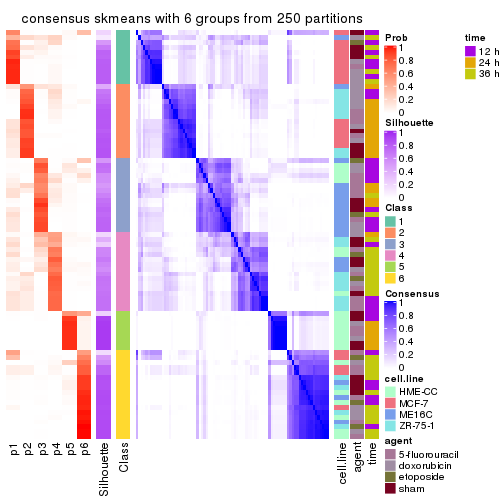 consensus skmeans with 6 groups from 250 partitions
Prob
1
0.8
0.6
0.4
0.2
0
time
12 h
24 h
36 h
Silhouette
1
0.8
0.6
0.4
0.2
0
Class
1
2
3
4
5
6
Consensus
1
0.8
0.6
0.4
0.2
0
cell.line
HME-CC
MCF-7
ME16C
ZR-75-1
agent
5-fluorouracil
doxorubicin
etoposide
sham
p1
p2
p3
p4
p5
p6
Silhouette
Class
cell.line
agent
time